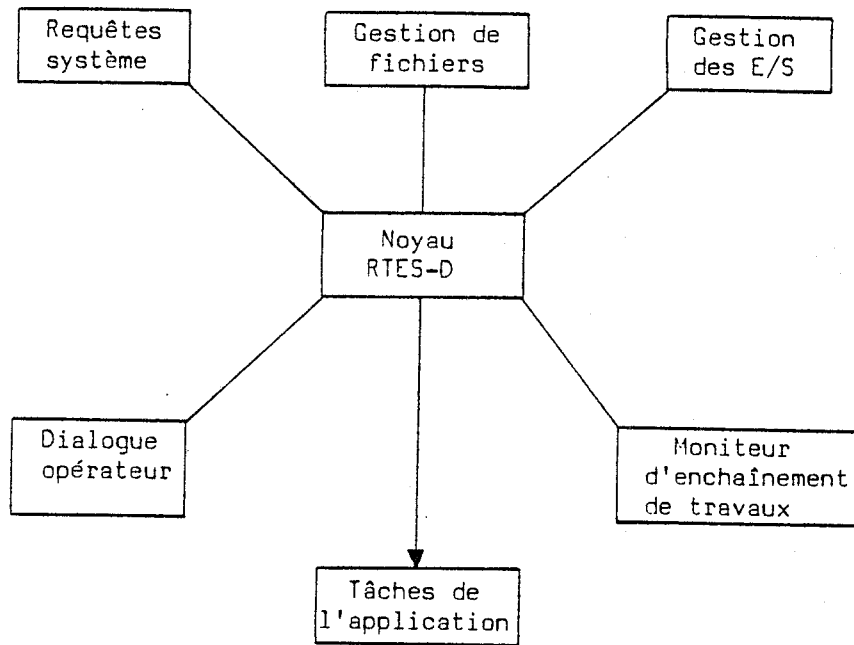 Requêtes
système
Gestion de
fichiers
Gestion
des E/S
Noyau
RTES-D
Dialogue
opérateur
Moniteur
d'enchaînement
de travaux
Tâches de
l'application